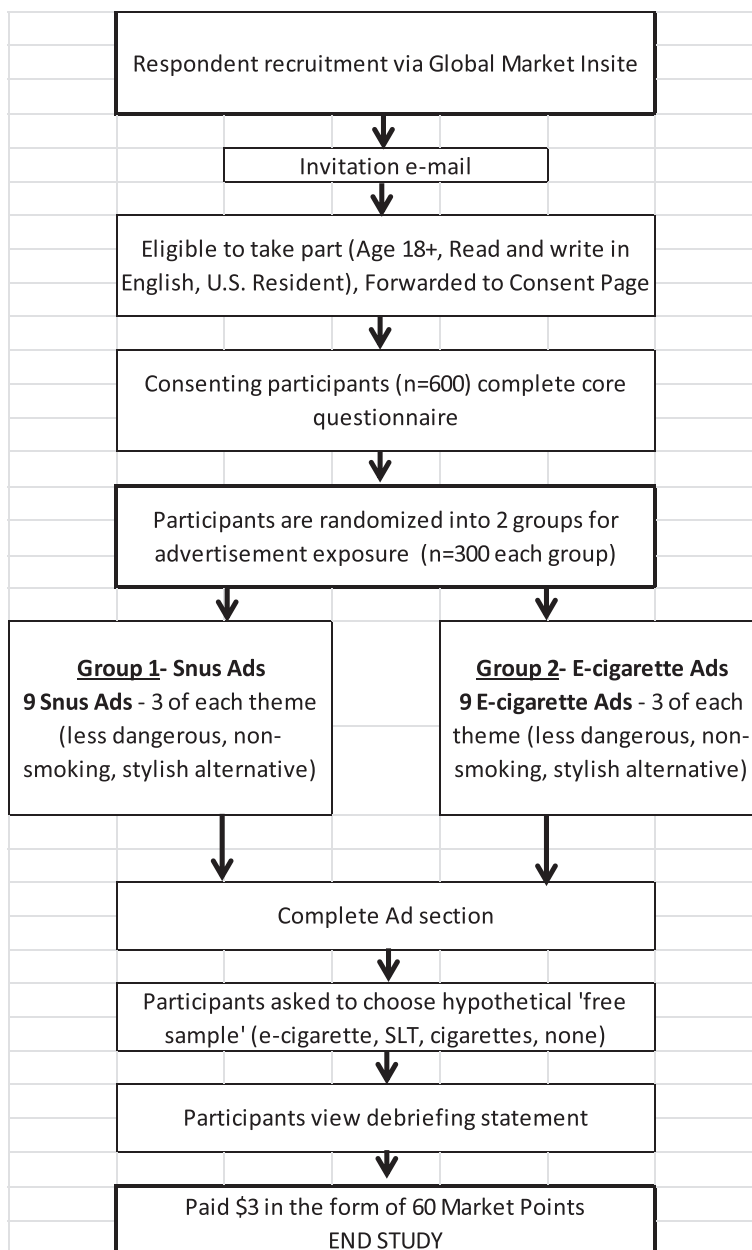 Respondent recruitment via Global Market Insite
Invitation e-mail
Eligible to take part (Age 18+, Read and write in
English, U.S. Resident), Forwarded to Consent Page
Consenting participants (n=600) complete core
questionnaire
Participants are randomized into 2 groups for
advertisement exposure (n=300 each group)
Group 1- Snus Ads
9 Snus Ads - 3 of each theme
(less dangerous, non-
smoking, stylish alternative)
Group 2- E-cigarette Ads
9 E-cigarette Ads - 3 of each
theme (less dangerous, non-
smoking, stylish alternative)
Complete Ad section
Participants asked to choose hypothetical 'free
sample' (e-cigarette, SLT, cigarettes, none)
Participants view debriefing statement
Paid $3 in the form of 60 Market Points
END STUDY